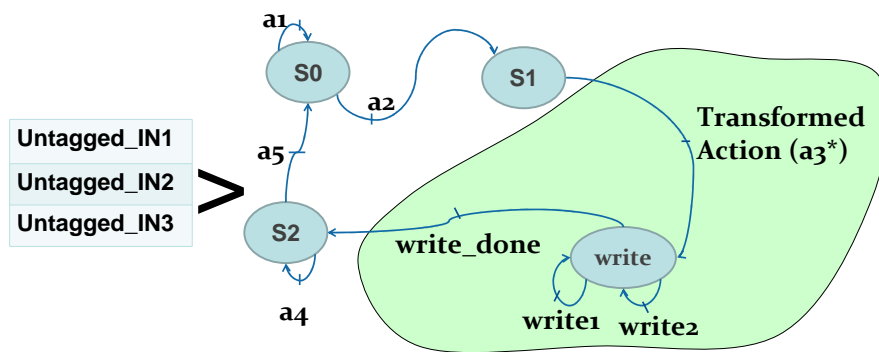 a1
S0
S1
a2
Transformed
Action (a3*)
Untagged_IN1
Untagged_IN2
Untagged_IN3
>
a5
S2
write_done
write
a4
write1
write2